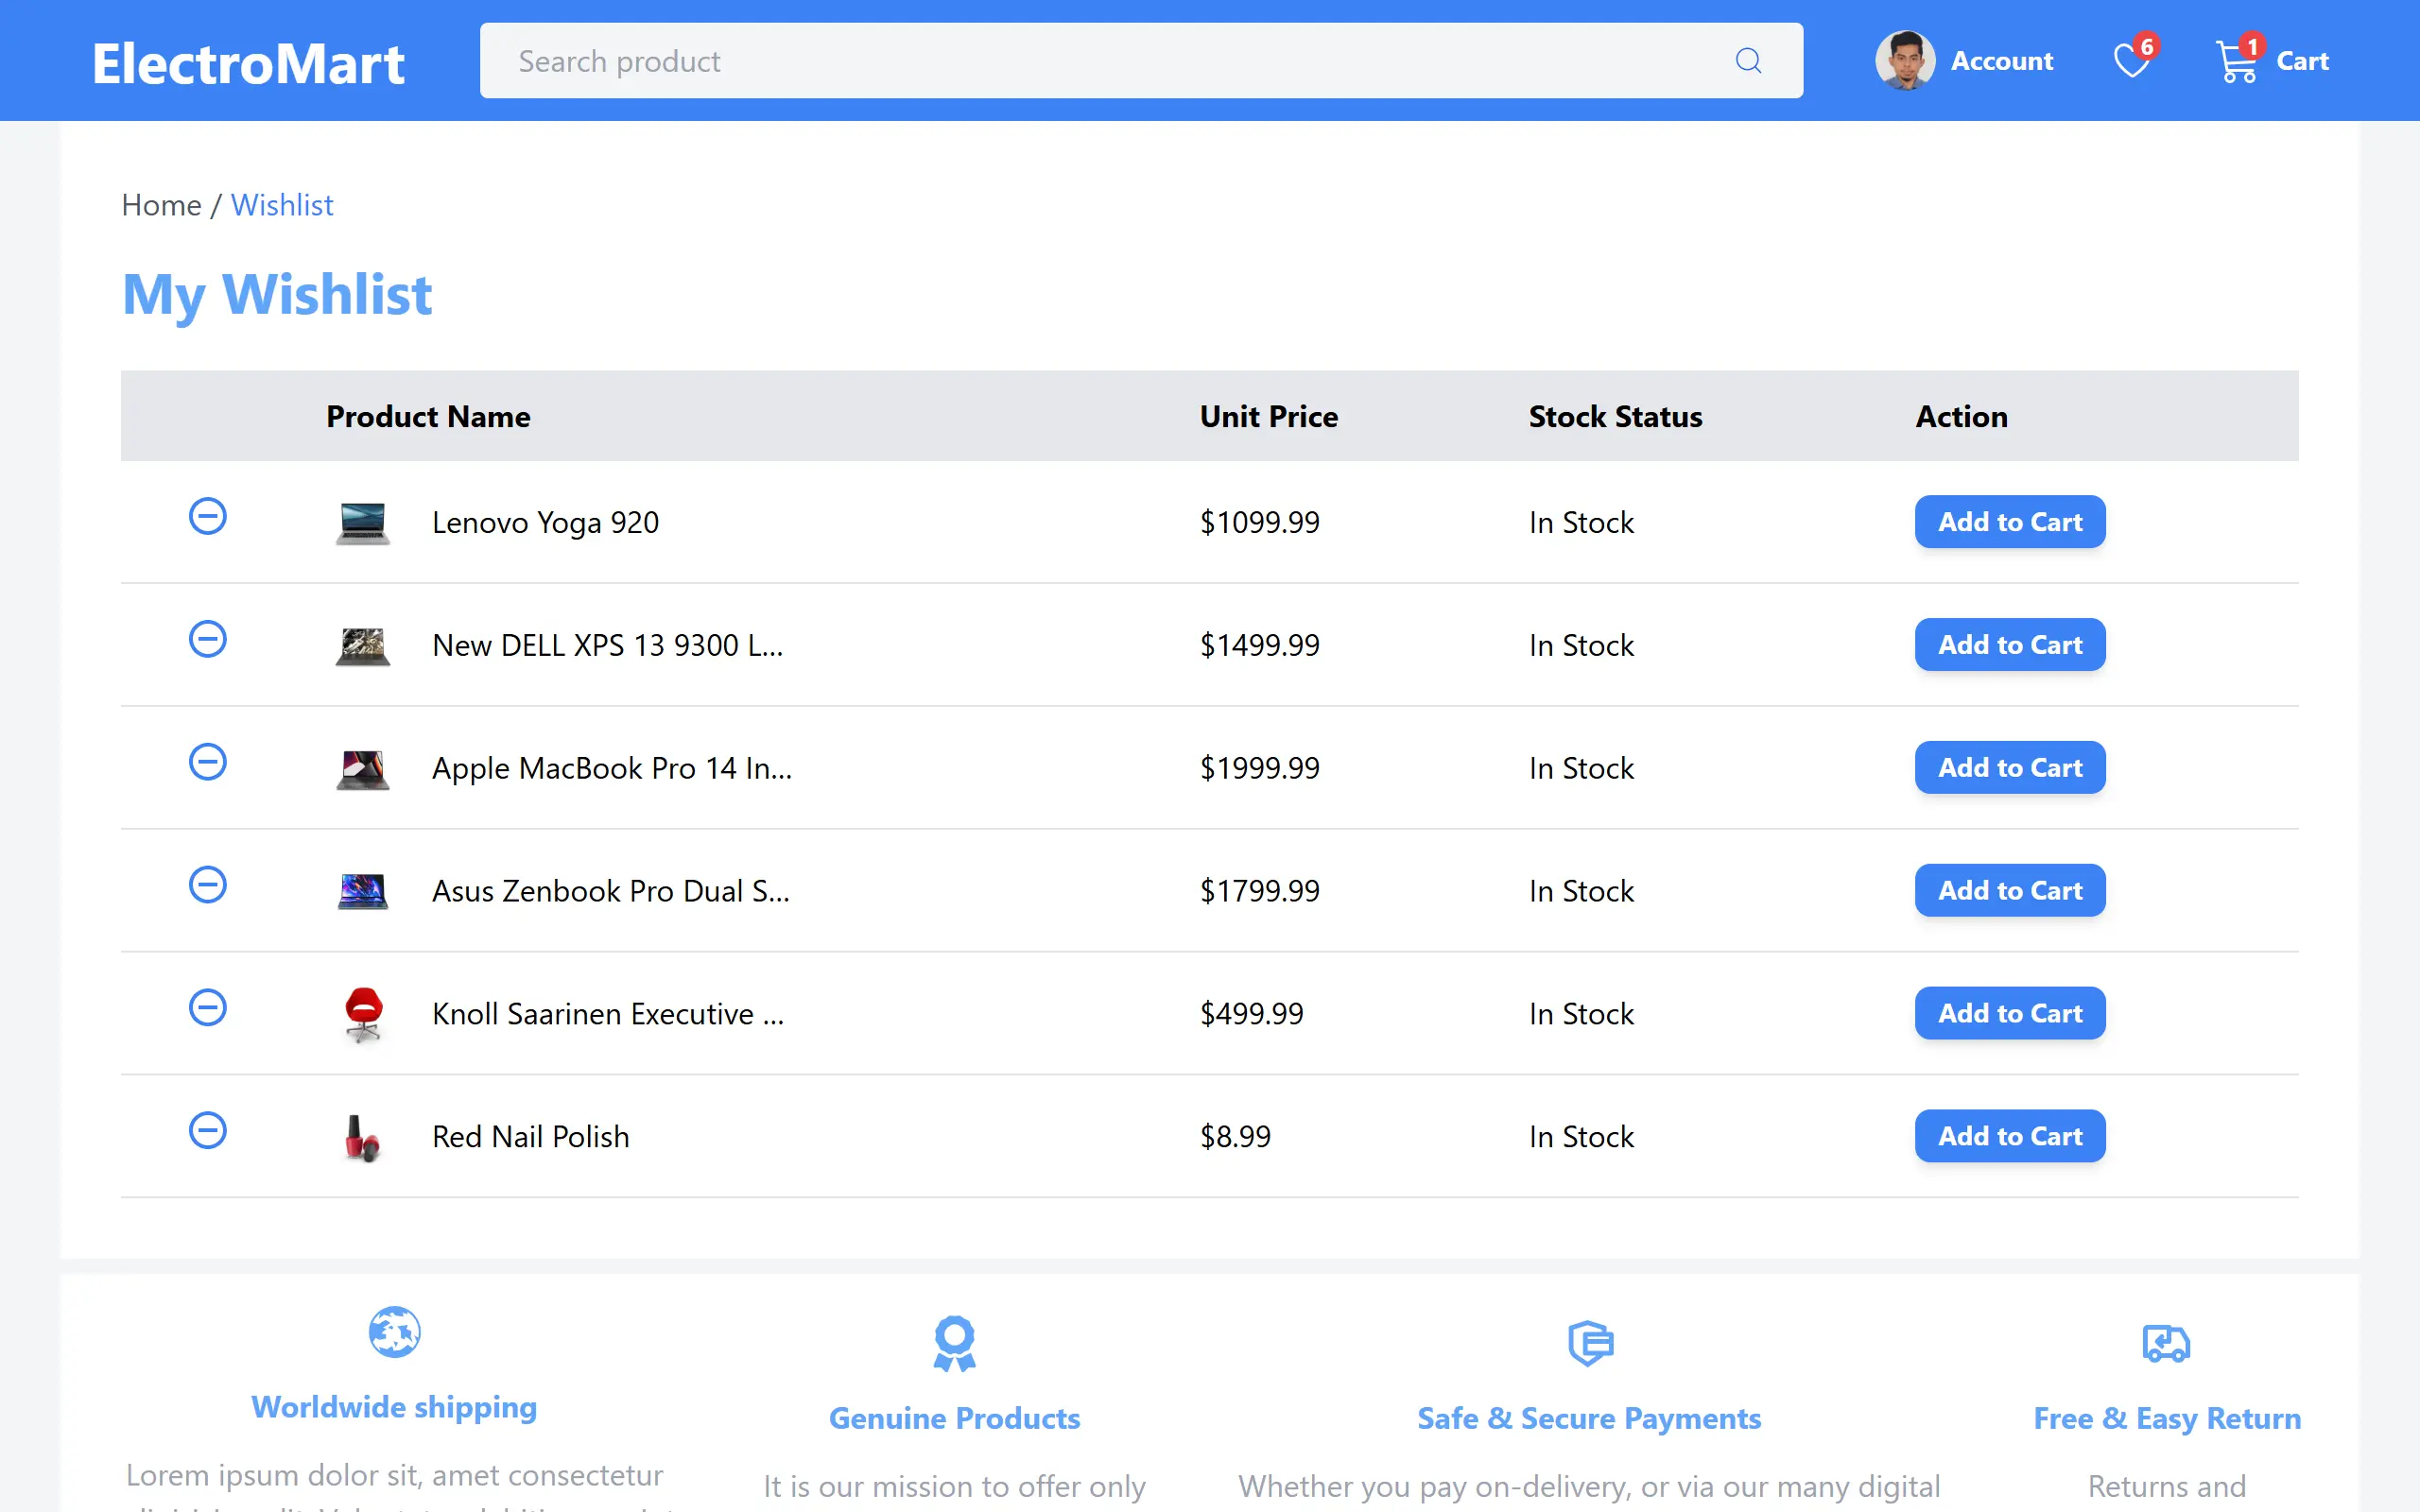 ElectroMart
Search product
Account
6
1
Cart
Home / Wishlist
My Wishlist
Product Name Unit Price Stock Status Action
Lenovo Yoga 920 $1099.99 In Stock Add to Cart
New DELL XPS 13 9300 L... $1499.99 In Stock Add to Cart
Apple MacBook Pro 14 In... $1999.99 In Stock Add to Cart
Asus Zenbook Pro Dual S... $1799.99 In Stock Add to Cart
Knoll Saarinen Executive ... $499.99 In Stock Add to Cart
Red Nail Polish $8.99 In Stock Add to Cart
Worldwide shipping
Lorem ipsum dolor sit, amet consectetur
Genuine Products
It is our mission to offer only
Safe & Secure Payments
Whether you pay on-delivery, or via our many digital
Free & Easy Return
Returns and